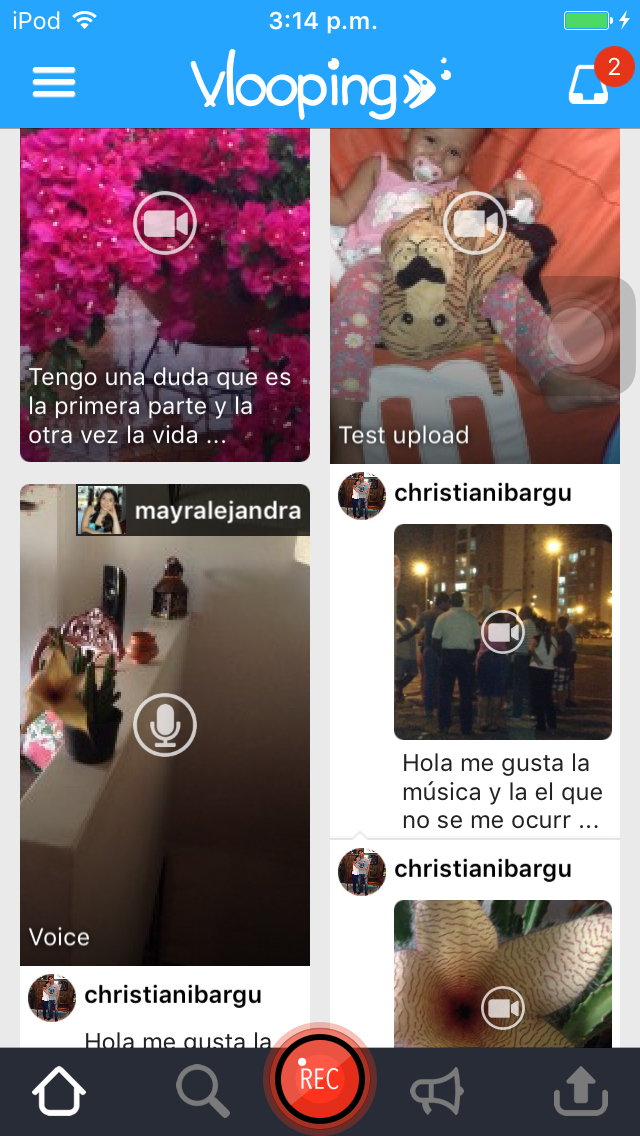 iPod
3:14 p.m.
Vlooping
2
Tengo una duda que es
la primera parte y la
otra vez la vida ...
Test upload
mayralejandra
Voice
christianibargu
Hola me gusta la
christianibargu
Hola me gusta la
música y la el que
no se me ocurr ...
christianibargu
REC